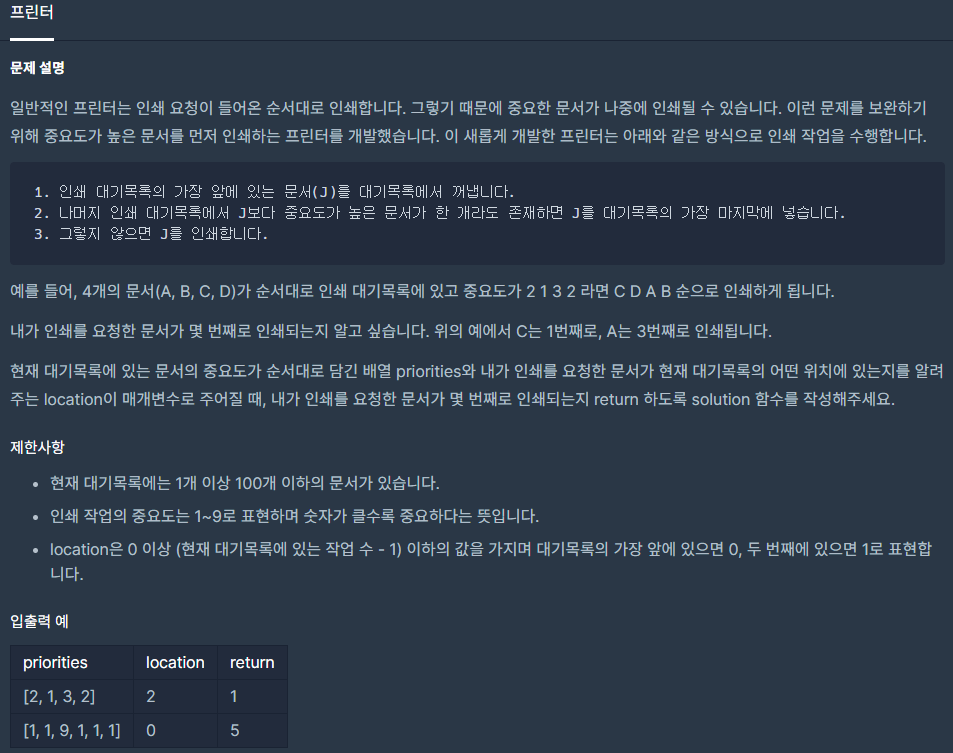 프린터
문제 설명
일반적인 프린터는 인쇄 요청이 들어온 순서대로 인쇄합니다. 그렇기 때문에 중요한 문서가 나중에 인쇄될 수 있습니다. 이런 문제를 보완하기
위해 중요도가 높은 문서를 먼저 인쇄하는 프린터를 개발했습니다. 이 새롭게 개발한 프린터는 아래와 같은 방식으로 인쇄 작업을 수행합니다.
1. 인쇄 대기목록의 가장 앞에 있는 문서(J)를 대기목록에서 꺼냅니다.
2. 나머지 인쇄 대기목록에서 J보다 중요도가 높은 문서가 한 개라도 존재하면 J를 대기목록의 가장 마지막에 넣습니다.
3. 그렇지 않으면 J를 인쇄합니다.
예를 들어, 4개의 문서(A, B, C, D)가 순서대로 인쇄 대기목록에 있고 중요도가 2 1 3 2 라면 C D A B 순으로 인쇄하게 됩니다.
내가 인쇄를 요청한 문서가 몇 번째로 인쇄되는지 알고 싶습니다. 위의 예에서 C는 1번째로, A는 3번째로 인쇄됩니다.
현재 대기목록에 있는 문서의 중요도가 순서대로 담긴 배열 priorities와 내가 인쇄를 요청한 문서가 현재 대기목록의 어떤 위치에 있는지를 알려
주는 location이 매개변수로 주어질 때, 내가 인쇄를 요청한 문서가 몇 번째로 인쇄되는지 return 하도록 solution 함수를 작성해주세요.
제한사항
• 현재 대기목록에는 1개 이상 100개 이하의 문서가 있습니다.
• 인쇄 작업의 중요도는 1~9로 표현하며 숫자가 클수록 중요하다는 뜻입니다.
• location은 0 이상 (현재 대기목록에 있는 작업 수 - 1) 이하의 값을 가지며 대기목록의 가장 앞에 있으면 0, 두 번째에 있으면 1로 표현합
니다.
입출력 예
priorities location return
[2, 1, 3, 2] 2 1
[1, 1, 9, 1, 1, 1] 0 5